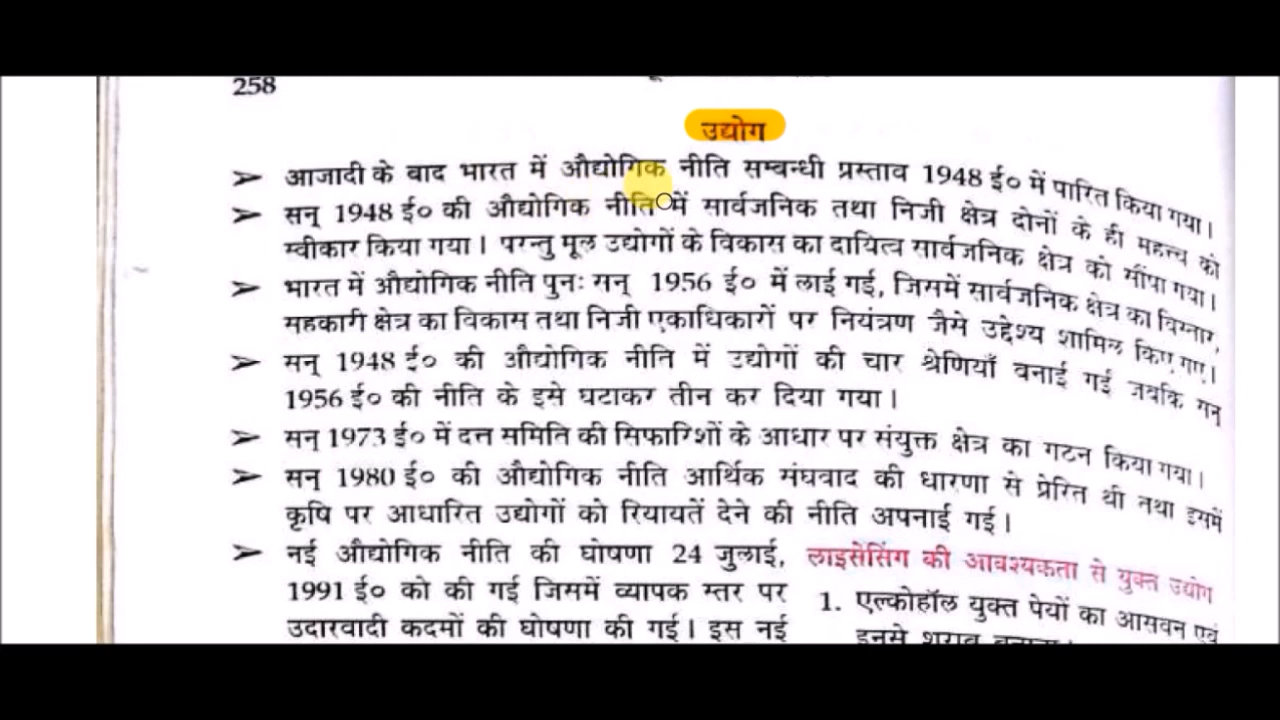 258
उद्योग
➢ आजादी के बाद भारत में औद्योगिक नीति सम्बन्धी प्रस्ताव 1948 ई० में पारित किया गया।
➢ सन् 1948 ई० की औद्योगिक नीति में सार्वजनिक तथा निजी क्षेत्र दोनों के ही महत्त्व को
स्वीकार किया गया। परन्तु मूल उद्योगों के विकास का दायित्व सार्वजनिक क्षेत्र को सौंपा गया।
➢ भारत में औद्योगिक नीति पुनः सन् 1956 ई० में लाई गई, जिसमें सार्वजनिक क्षेत्र का विस्तार,
सहकारी क्षेत्र का विकास तथा निजी एकाधिकारों पर नियंत्रण जैसे उद्देश्य शामिल किए गए।
➢ सन् 1948 ई० की औद्योगिक नीति में उद्योगों की चार श्रेणियाँ बनाई गई जबकि सन्
1956 ई० की नीति के इसे घटाकर तीन कर दिया गया।
➢ सन् 1973 ई० में दत्त समिति की सिफारिशों के आधार पर संयुक्त क्षेत्र का गठन किया गया।
➢ सन् 1980 ई० की औद्योगिक नीति आर्थिक संघवाद की धारणा से प्रेरित थी तथा इसमें
कृषि पर आधारित उद्योगों को रियायतें देने की नीति अपनाई गई।
➢ नई औद्योगिक नीति की घोषणा 24 जुलाई,
1991 ई० को की गई जिसमें व्यापक स्तर पर
उदारवादी कदमों की घोषणा की गई। इस नई
लाइसेसिंग की आवश्यकता से युक्त उद्योग
1. एल्कोहॉल युक्त पेयों का आसवन एवं
इनसे शराब